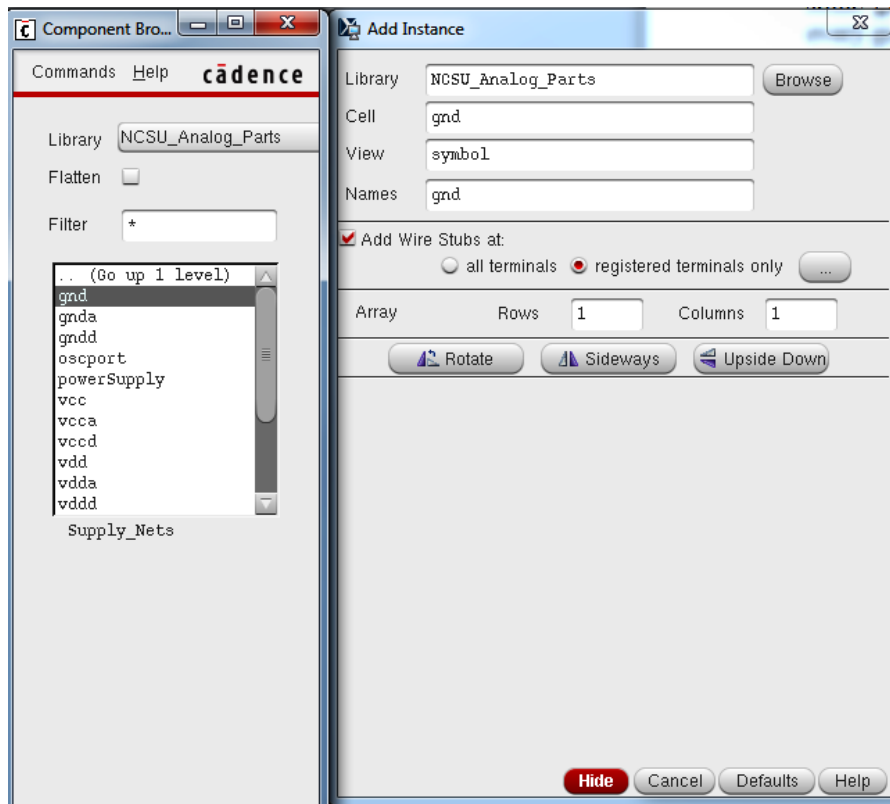 Component Bro...
Commands Help cādence
Library NCSU_Analog_Parts
Flatten
Filter *
.. (Go up 1 level)
gnd
gnda
gndd
oscport
powerSupply
vcc
vcca
vccd
vdd
vdda
vddd
Supply_Nets
Add Instance
Library NCSU_Analog_Parts Browse
Cell gnd
View symbol
Names gnd
Add Wire Stubs at:
all terminals registered terminals only ...
Array Rows 1 Columns 1
Rotate Sideways Upside Down
Hide Cancel Defaults Help